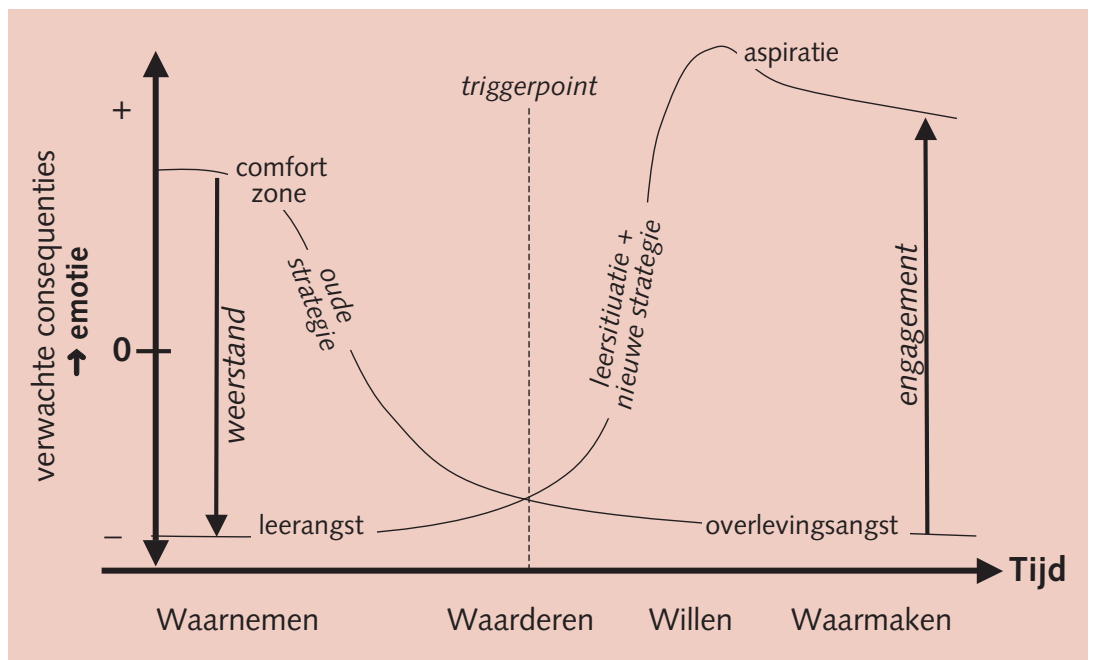 aspiratie
triggerpoint
+
comfort
zone
verwachte consequenties
➔ emotie
oude
strategie
leersitiuatie +
nieuwe strategie
engagement
weerstand
0
leerangst
overlevingsangst
–
Tijd
Waarnemen
Waarderen
Willen
Waarmaken